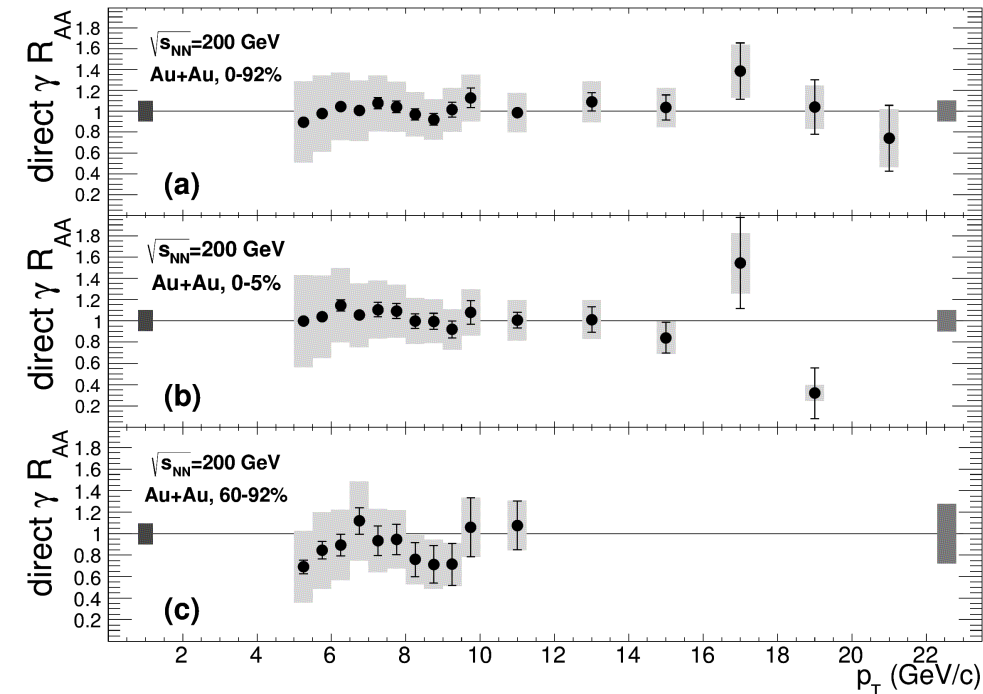 direct γ R_AA
1.8
1.6
1.4
1.2
1
0.8
0.6
0.4
0.2
√s_NN=200 GeV
Au+Au, 0-92%
(a)
direct γ R_AA
1.8
1.6
1.4
1.2
1
0.8
0.6
0.4
0.2
√s_NN=200 GeV
Au+Au, 0-5%
(b)
direct γ R_AA
1.8
1.6
1.4
1.2
1
0.8
0.6
0.4
0.2
√s_NN=200 GeV
Au+Au, 60-92%
(c)
2 4 6 8 10 12 14 16 18 20 22
p_T (GeV/c)